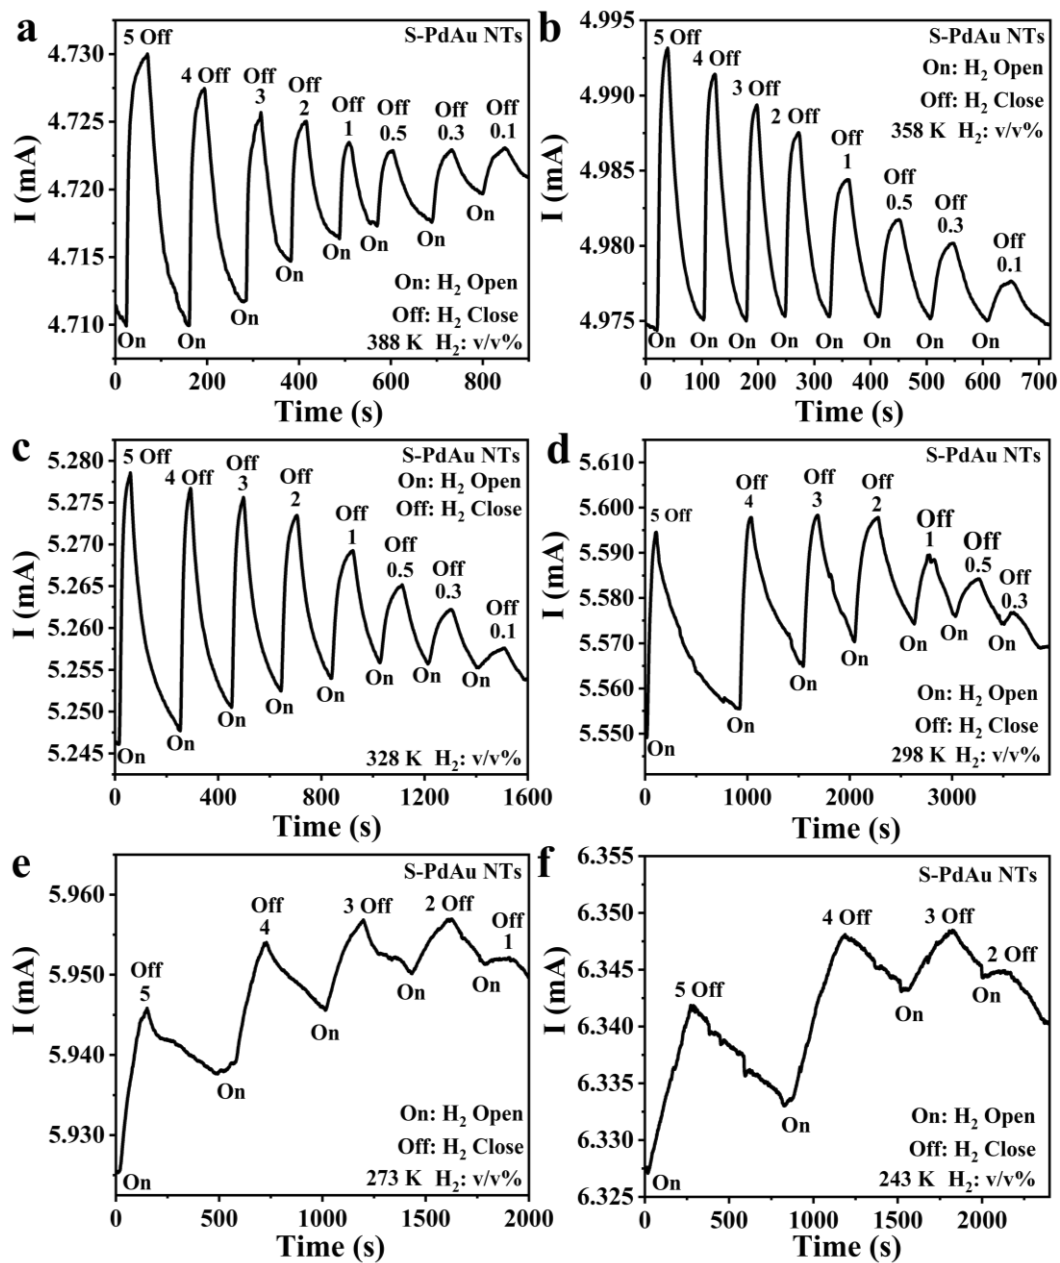 a
S-PdAu NTs
5 Off
4 Off
Off
3
Off
2
Off
1
Off
0.5
Off
0.3
Off
0.1
On
On
On
On
On
On
On
On
On: H₂ Open
Off: H₂ Close
388 K H₂: v/v%
4.730
4.725
4.720
4.715
4.710
I (mA)
0
200
400
600
800
Time (s)
b
S-PdAu NTs
On: H₂ Open
Off: H₂ Close
358 K H₂: v/v%
5 Off
4 Off
3 Off
2 Off
Off
1
Off
0.5
Off
0.3
Off
0.1
On
On
On
On
On
On
On
On
4.995
4.990
4.985
4.980
4.975
I (mA)
0
100
200
300
400
500
600
700
Time (s)
c
S-PdAu NTs
On: H₂ Open
Off: H₂ Close
5 Off
4 Off
Off
3
Off
2
Off
1
Off
0.5
Off
0.3
Off
0.1
On
On
On
On
On
On
On
On
328 K H₂: v/v%
5.280
5.275
5.270
5.265
5.260
5.255
5.250
5.245
I (mA)
0
400
800
1200
1600
Time (s)
d
S-PdAu NTs
5 Off
Off
4
Off
3
Off
2
Off
1
Off
0.5
Off
0.3
On
On
On
On
On
On
On
On: H₂ Open
Off: H₂ Close
298 K H₂: v/v%
5.610
5.600
5.590
5.580
5.570
5.560
5.550
I (mA)
0
1000
2000
3000
Time (s)
e
S-PdAu NTs
Off
5
Off
4
3 Off
2 Off
Off
1
On
On
On
On
On
On: H₂ Open
Off: H₂ Close
273 K H₂: v/v%
5.960
5.950
5.940
5.930
I (mA)
0
500
1000
1500
2000
Time (s)
f
S-PdAu NTs
5 Off
4 Off
3 Off
2 Off
On
On
On
On
On: H₂ Open
Off: H₂ Close
243 K H₂: v/v%
6.355
6.350
6.345
6.340
6.335
6.330
6.325
I (mA)
0
500
1000
1500
2000
Time (s)